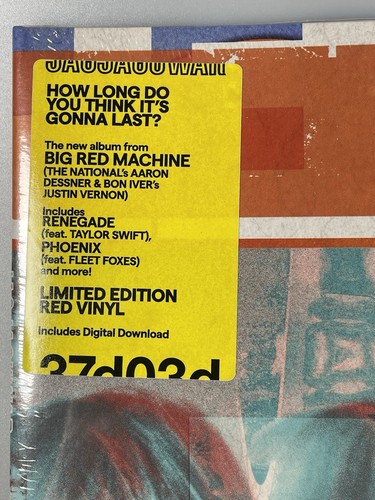 JAGJAGUWAR
HOW LONG DO
YOU THINK IT'S
GONNA LAST?
The new album from
BIG RED MACHINE
(THE NATIONAL's AARON
DESSNER & BON IVER's
JUSTIN VERNON)
Includes
RENEGADE
(feat. TAYLOR SWIFT),
PHOENIX
(feat. FLEET FOXES)
and more!
LIMITED EDITION
RED VINYL
Includes Digital Download
37d03d